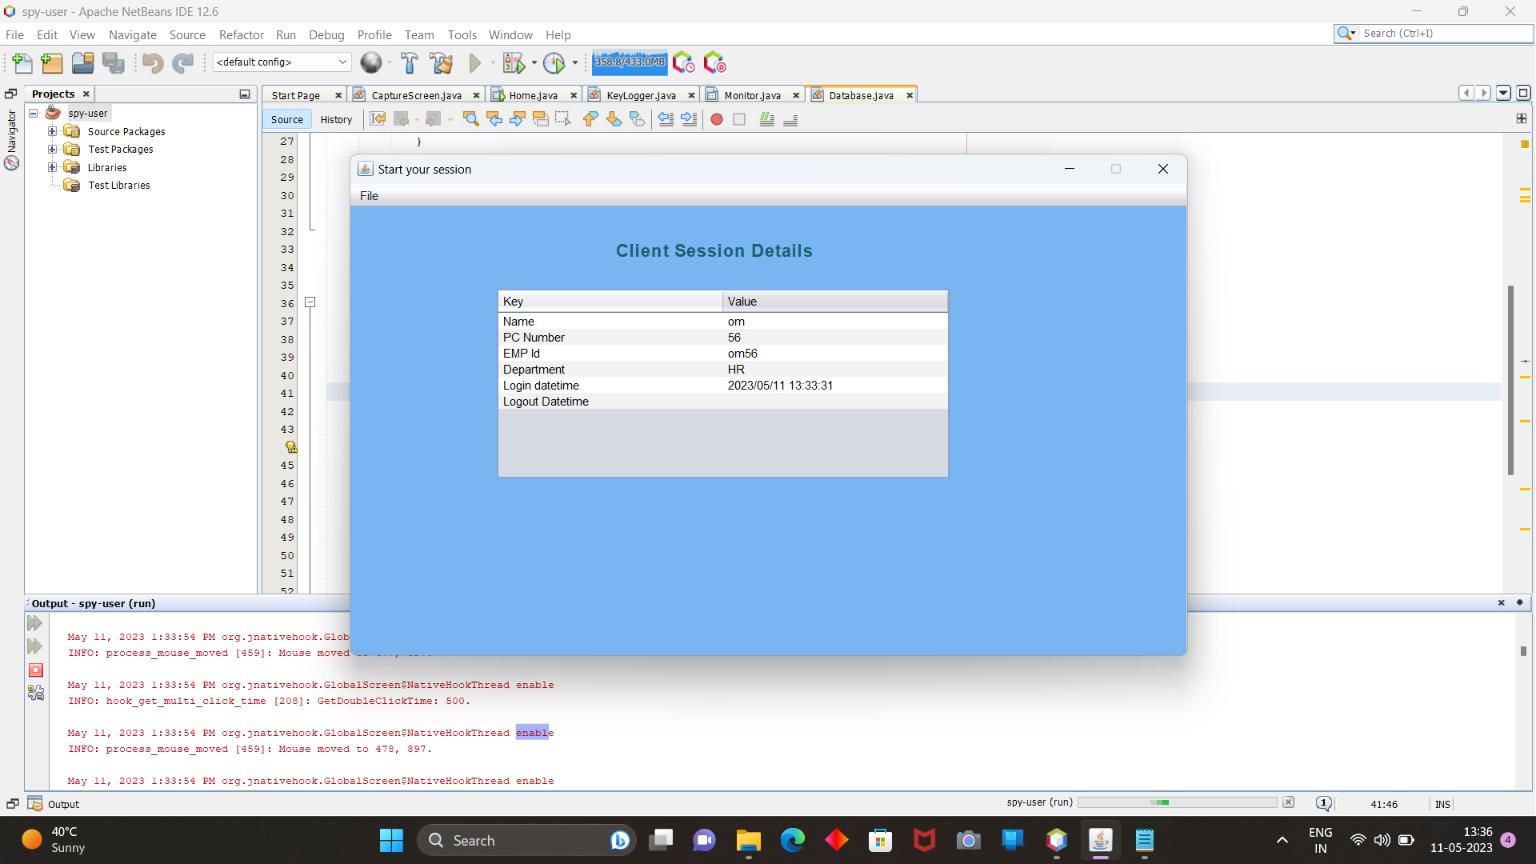 spy-user - Apache NetBeans IDE 12.6
File Edit View Navigate Source Refactor Run Debug Profile Team Tools Window Help
Search (Ctrl+I)
<default config>
358.8/433.0MB
Projects
Start Page CaptureScreen.java Home.java KeyLogger.java Monitor.java Database.java
Navigator
spy-user
Source Packages
Test Packages
Libraries
Test Libraries
Source History
27 }
28
29
30
31
32
33
34
35
36
37
38
39
40
41
42
43
45
46
47
48
49
50
51
52
Start your session
File
Client Session Details
Key Value
Name om
PC Number 56
EMP Id om56
Department HR
Login datetime 2023/05/11 13:33:31
Logout Datetime
Output - spy-user (run)
May 11, 2023 1:33:54 PM org.jnativehook.Glob
INFO: process_mouse_moved [459]: Mouse moved
May 11, 2023 1:33:54 PM org.jnativehook.GlobalScreen$NativeHookThread enable
INFO: hook_get_multi_click_time [208]: GetDoubleClickTime: 500.
May 11, 2023 1:33:54 PM org.jnativehook.GlobalScreen$NativeHookThread enable
INFO: process_mouse_moved [459]: Mouse moved to 478, 897.
May 11, 2023 1:33:54 PM org.jnativehook.GlobalScreen$NativeHookThread enable
Output
spy-user (run)
1
41:46
INS
40°C
Sunny
Search
ENG
IN
13:36
11-05-2023
4